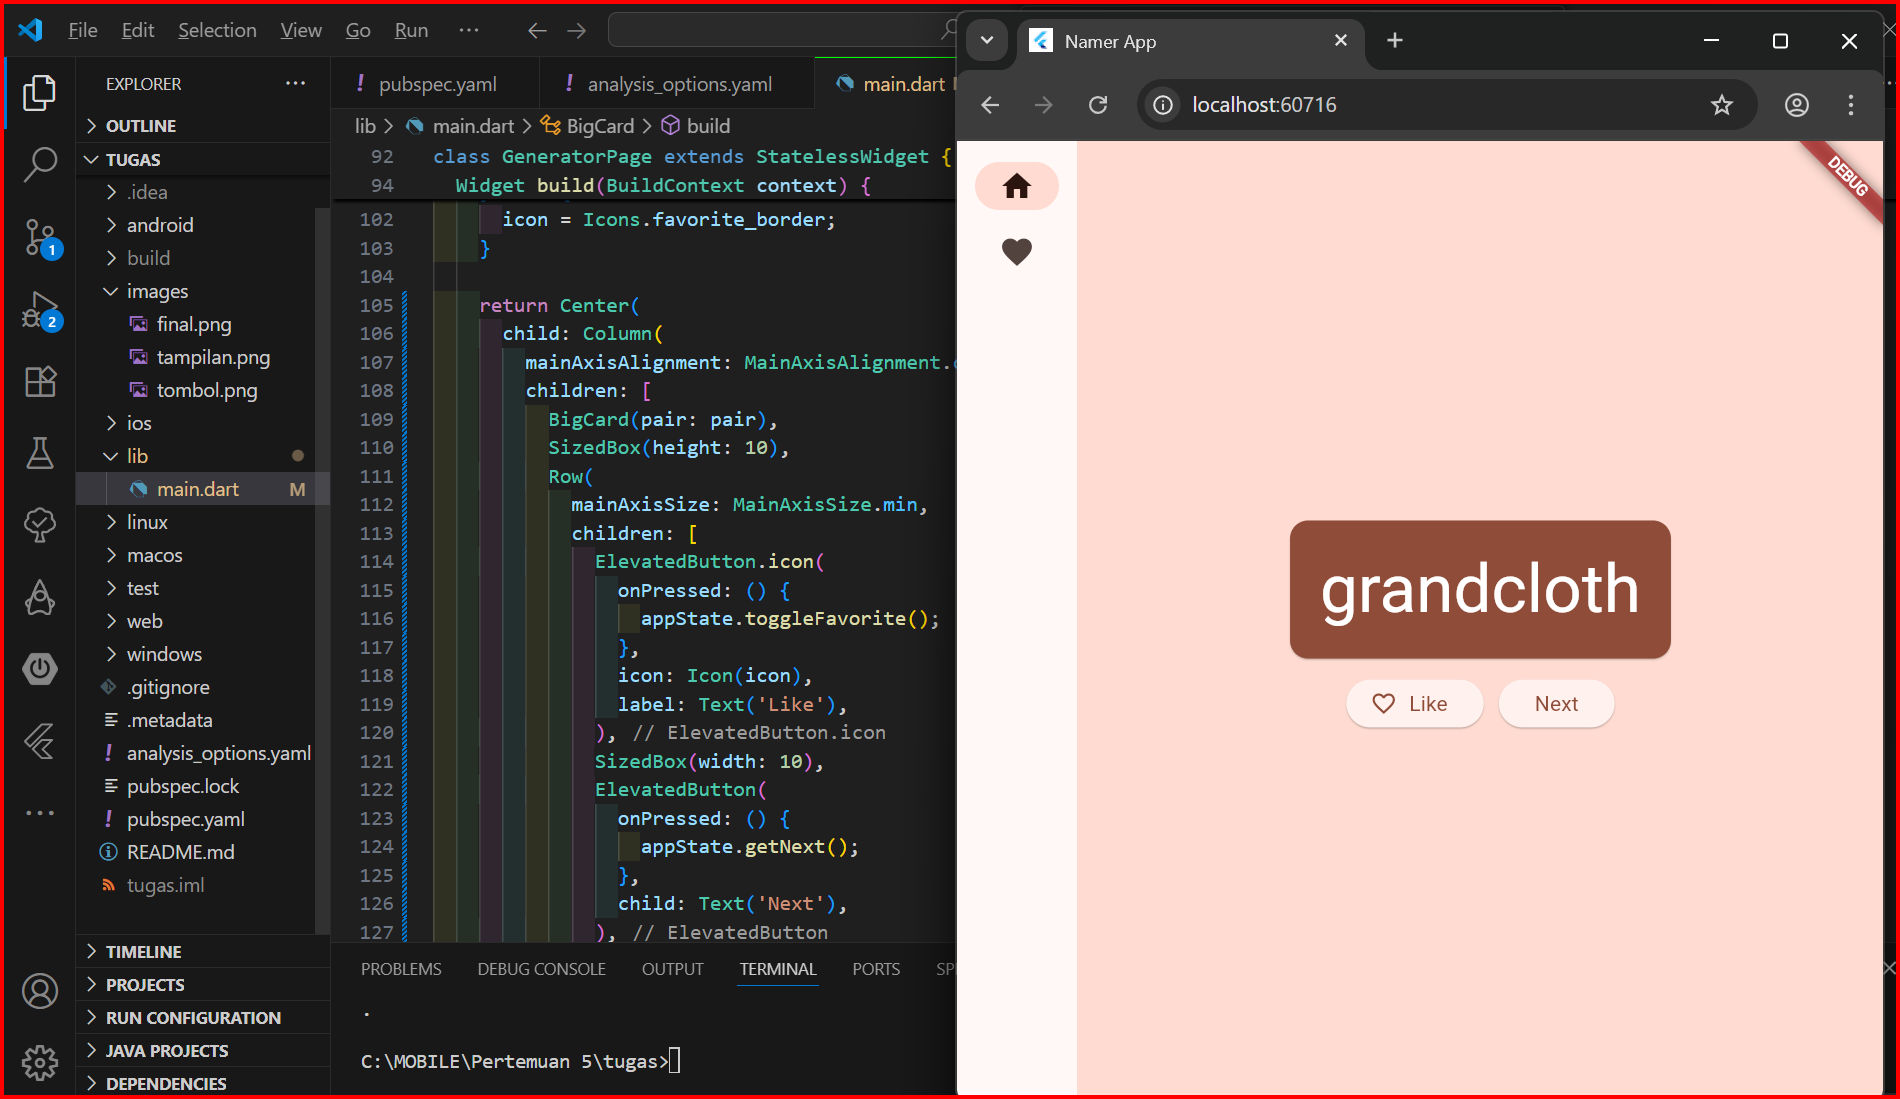 File Edit Selection View Go Run
EXPLORER
OUTLINE
TUGAS
.idea
android
build
images
final.png
tampilan.png
tombol.png
ios
lib
main.dart M
linux
macos
test
web
windows
.gitignore
.metadata
analysis_options.yaml
pubspec.lock
pubspec.yaml
README.md
tugas.iml
TIMELINE
PROJECTS
RUN CONFIGURATION
JAVA PROJECTS
DEPENDENCIES
1
2
! pubspec.yaml ! analysis_options.yaml main.dart
lib > main.dart > BigCard > build
92 class GeneratorPage extends StatelessWidget {
94 Widget build(BuildContext context) {
102 icon = Icons.favorite_border;
103 }
104
105 return Center(
106 child: Column(
107 mainAxisAlignment: MainAxisAlignment.
108 children: [
109 BigCard(pair: pair),
110 SizedBox(height: 10),
111 Row(
112 mainAxisSize: MainAxisSize.min,
113 children: [
114 ElevatedButton.icon(
115 onPressed: () {
116 appState.toggleFavorite();
117 },
118 icon: Icon(icon),
119 label: Text('Like'),
120 ), // ElevatedButton.icon
121 SizedBox(width: 10),
122 ElevatedButton(
123 onPressed: () {
124 appState.getNext();
125 },
126 child: Text('Next'),
127 ), // ElevatedButton
PROBLEMS DEBUG CONSOLE OUTPUT TERMINAL PORTS SP
.
C:\MOBILE\Pertemuan 5\tugas>
Namer App
localhost:60716
DEBUG
grandcloth
Like
Next